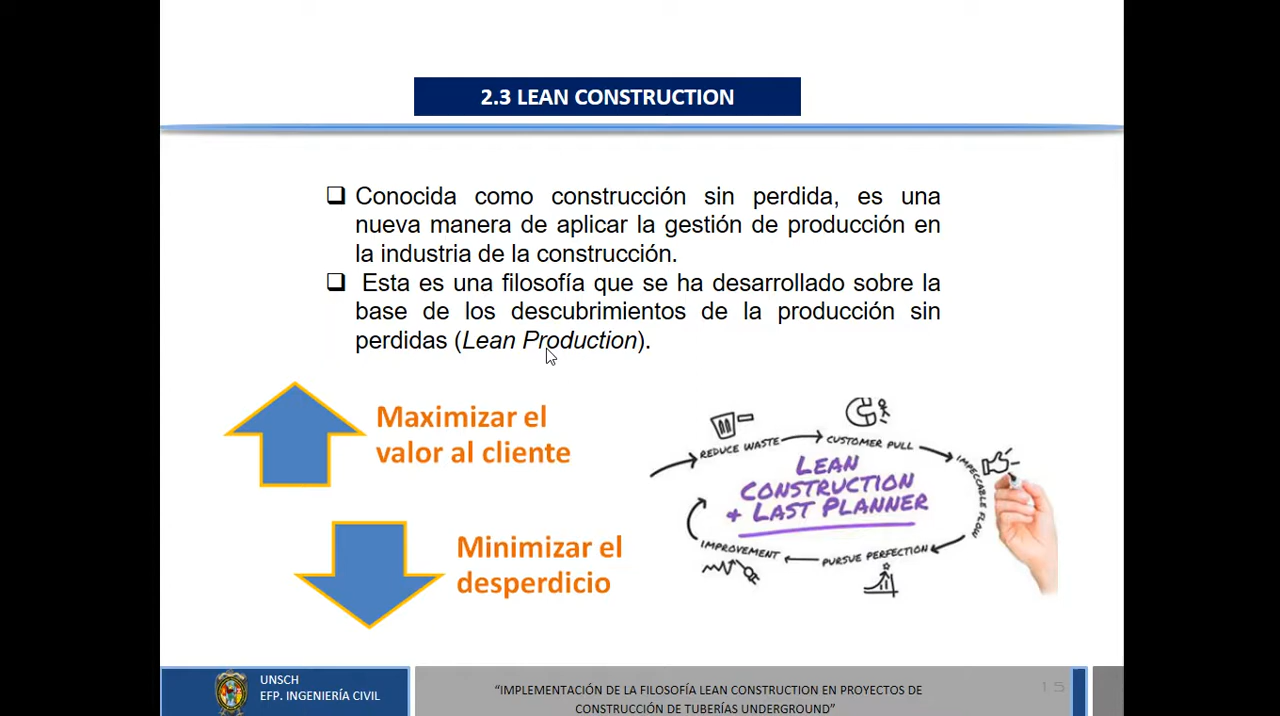 2.3 LEAN CONSTRUCTION
Conocida como construcción sin perdida, es una
nueva manera de aplicar la gestión de producción en
la industria de la construcción.
Esta es una filosofía que se ha desarrollado sobre la
base de los descubrimientos de la producción sin
perdidas (Lean Production).
Maximizar el
valor al cliente
Minimizar el
desperdicio
REDUCE WASTE
CUSTOMER PULL
IMPECCABLE FLOW
PURSUE PERFECTION
IMPROVEMENT
LEAN
CONSTRUCTION
+ LAST PLANNER
UNSCH
EFP. INGENIERÍA CIVIL
“IMPLEMENTACIÓN DE LA FILOSOFÍA LEAN CONSTRUCTION EN PROYECTOS DE
CONSTRUCCIÓN DE TUBERÍAS UNDERGROUND”
15